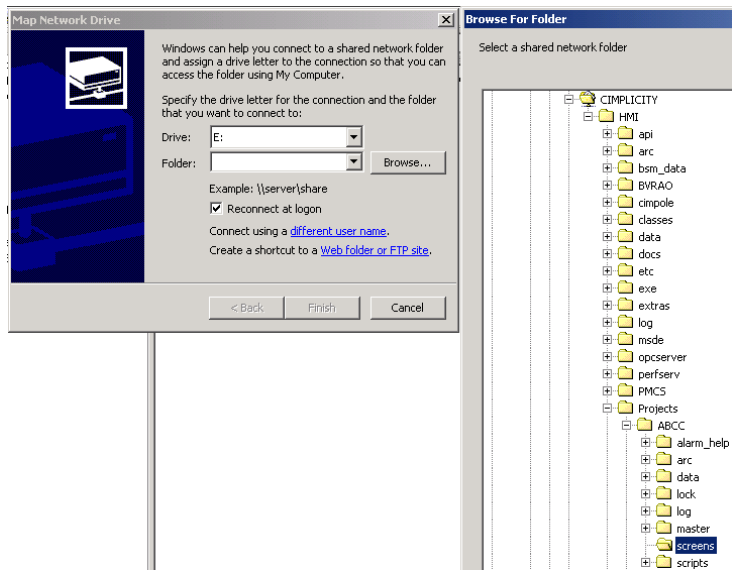 Map Network Drive
Windows can help you connect to a shared network folder
and assign a drive letter to the connection so that you can
access the folder using My Computer.
Specify the drive letter for the connection and the folder
that you want to connect to:
Drive: E:
Folder: Browse...
Example: \\server\share
Reconnect at logon
Connect using a different user name.
Create a shortcut to a Web folder or FTP site.
< Back Finish Cancel
Browse For Folder
Select a shared network folder
CIMPLICITY
HMI
api
arc
bsm_data
BVRAO
cimpole
classes
data
docs
etc
exe
extras
log
msde
opcserver
perfserv
PMCS
Projects
ABCC
alarm_help
arc
data
lock
log
master
screens
scripts